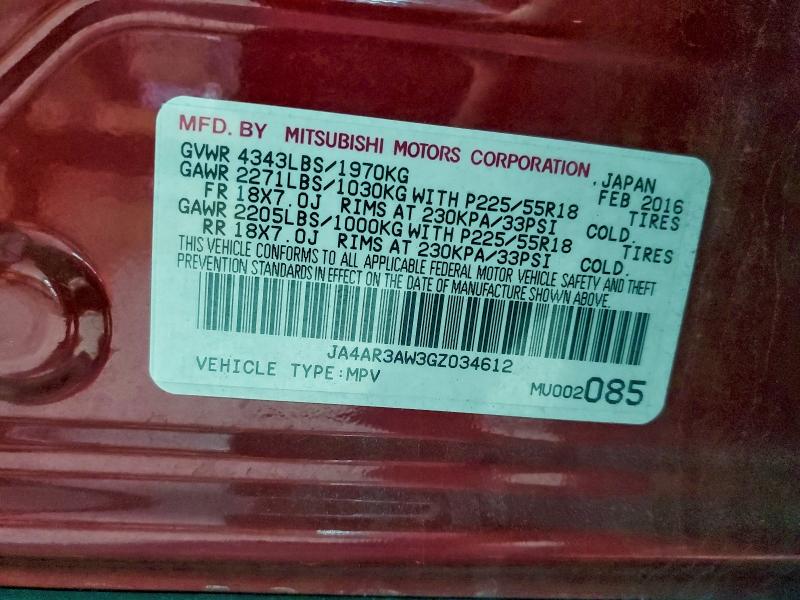 MFD. BY MITSUBISHI MOTORS CORPORATION , JAPAN
GVWR 4343LBS/1970KG FEB 2016
GAWR 2271LBS/1030KG WITH P225/55R18 TIRES
FR 18X7.0J RIMS AT 230KPA/33PSI COLD.
GAWR 2205LBS/1000KG WITH P225/55R18 TIRES
RR 18X7.0J RIMS AT 230KPA/33PSI COLD.
THIS VEHICLE CONFORMS TO ALL APPLICABLE FEDERAL MOTOR VEHICLE SAFETY AND THEFT
PREVENTION STANDARDS IN EFFECT ON THE DATE OF MANUFACTURE SHOWN ABOVE.
JA4AR3AW3GZ034612
VEHICLE TYPE:MPV MU002085